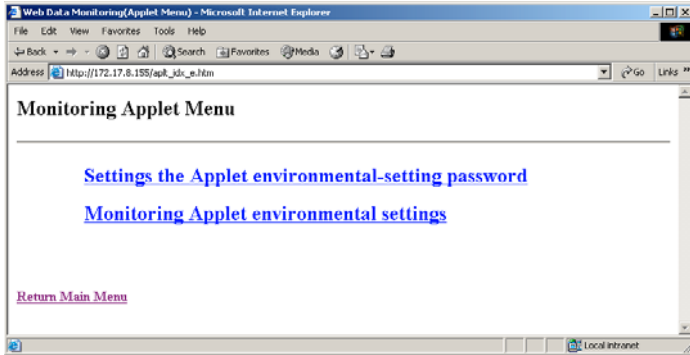 Web Data Monitoring(Applet Menu) - Microsoft Internet Explorer
File Edit View Favorites Tools Help
Back Search Favorites Media
Address http://172.17.8.155/aplt_idx_e.htm Go Links »
Monitoring Applet Menu
Settings the Applet environmental-setting password
Monitoring Applet environmental settings
Return Main Menu
Local intranet